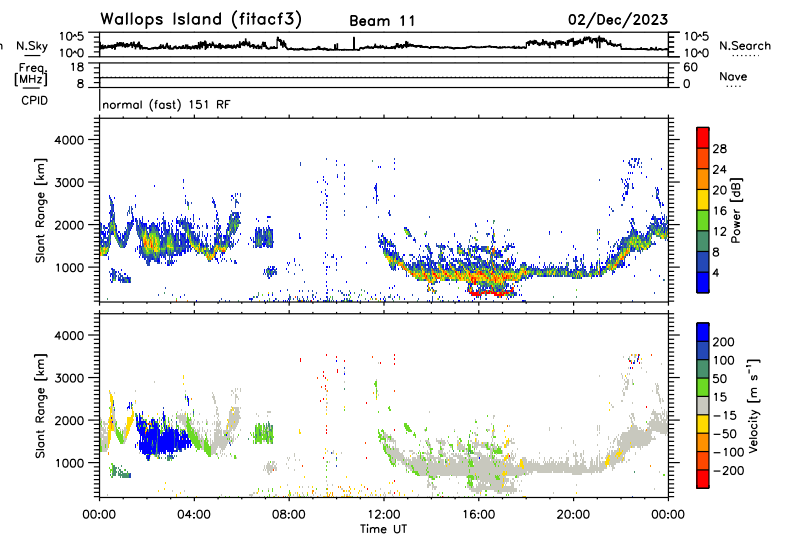 Wallops Island (fitacf3) Beam 11 02/Dec/2023
n N.Sky 10^5 10^0 10^5 10^0 N.Search
Freq. [MHz] 18 8 60 0 Nave
CPID normal (fast) 151 RF
Slant Range [km] 4000 3000 2000 1000
28 24 20 16 12 8 4 Power [dB]
Slant Range [km] 4000 3000 2000 1000
200 100 50 15 −15 −50 −100 −200 Velocity [m s⁻¹]
00:00 04:00 08:00 12:00 16:00 20:00 00:00
Time UT